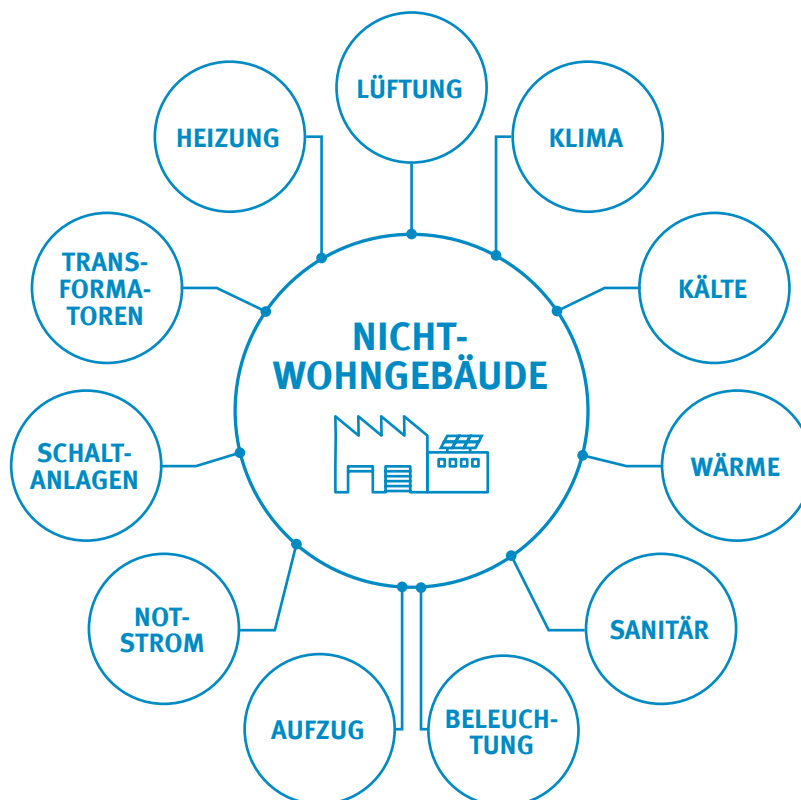 LÜFTUNG
HEIZUNG
KLIMA
TRANS-
FORMA-
TOREN
KÄLTE
NICHT-
WOHNGEBÄUDE
SCHALT-
ANLAGEN
WÄRME
NOT-
STROM
SANITÄR
AUFZUG
BELEUCH-
TUNG